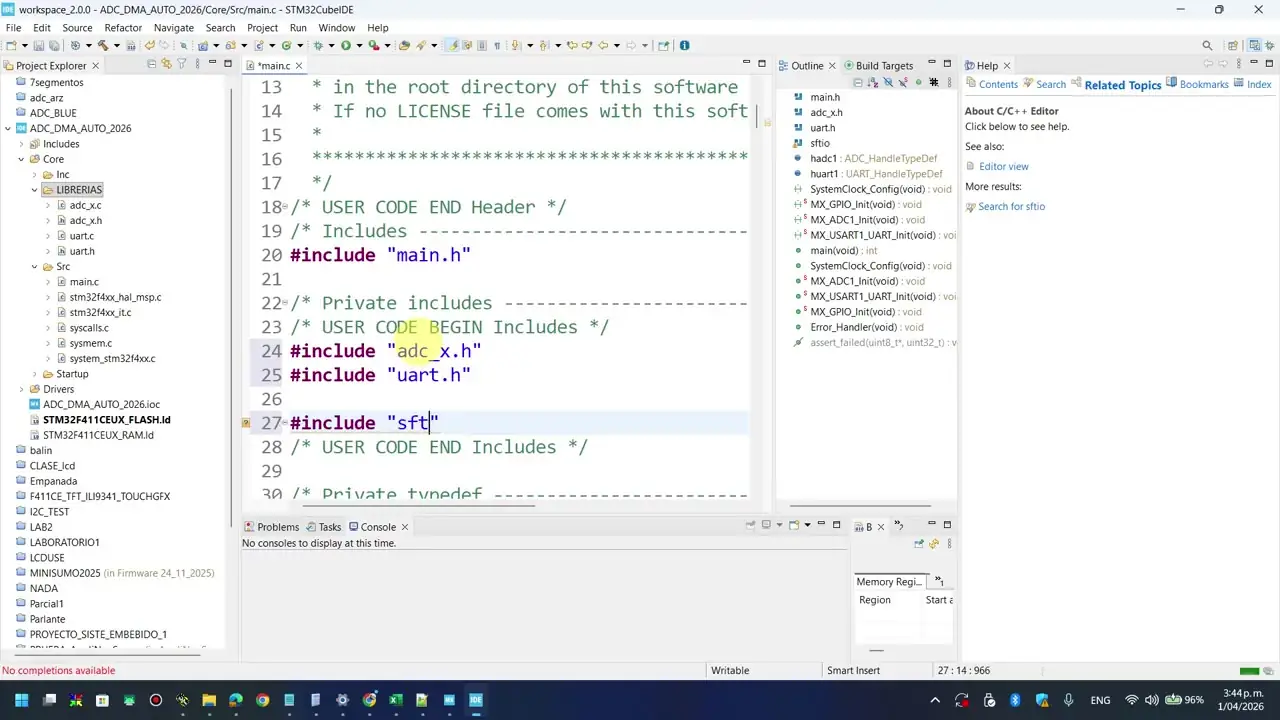 workspace_2.0.0 - ADC_DMA_AUTO_2026/Core/Src/main.c - STM32CubeIDE
File Edit Source Refactor Navigate Search Project Run Window Help
Project Explorer
7segmentos
adc_arz
ADC_BLUE
ADC_DMA_AUTO_2026
Includes
Core
Inc
LIBRERIAS
adc_x.c
adc_x.h
uart.c
uart.h
Src
main.c
stm32f4xx_hal_msp.c
stm32f4xx_it.c
syscalls.c
sysmem.c
system_stm32f4xx.c
Startup
Drivers
ADC_DMA_AUTO_2026.ioc
STM32F411CEUX_FLASH.ld
STM32F411CEUX_RAM.ld
balin
CLASE_lcd
Empanada
F411CE_TFT_ILI9341_TOUCHGFX
I2C_TEST
LAB2
LABORATORIO1
LCDUSE
MINISUMO2025 (in Firmware 24_11_2025)
NADA
Parcial1
Parlante
PROYECTO_SISTE_EMBEBIDO_1
*main.c
13 * in the root directory of this software
14 * If no LICENSE file comes with this soft
15 *
16 ******************************************
17 */
18 /* USER CODE END Header */
19 /* Includes ------------------------------
20 #include "main.h"
21
22 /* Private includes ----------------------
23 /* USER CODE BEGIN Includes */
24 #include "adc_x.h"
25 #include "uart.h"
26
27 #include "sft"
28 /* USER CODE END Includes */
29
30 /* Private typedef -----------------------
Outline Build Targets
main.h
adc_x.h
uart.h
sftio
hadc1 : ADC_HandleTypeDef
huart1 : UART_HandleTypeDef
SystemClock_Config(void) : void
MX_GPIO_Init(void) : void
MX_ADC1_Init(void) : void
MX_USART1_UART_Init(void) : void
main(void) : int
SystemClock_Config(void) : void
MX_ADC1_Init(void) : void
MX_USART1_UART_Init(void) : void
MX_GPIO_Init(void) : void
Error_Handler(void) : void
assert_failed(uint8_t*, uint32_t) : v
Help
Contents Search Related Topics Bookmarks Index
About C/C++ Editor
Click below to see help.
See also:
Editor view
More results:
Search for sftio
Problems Tasks Console
No consoles to display at this time.
B
Memory Regi...
Region Start a
No completions available Writable Smart Insert 27 : 14 : 966
ENG 96% 3:44 p.m.
1/04/2026